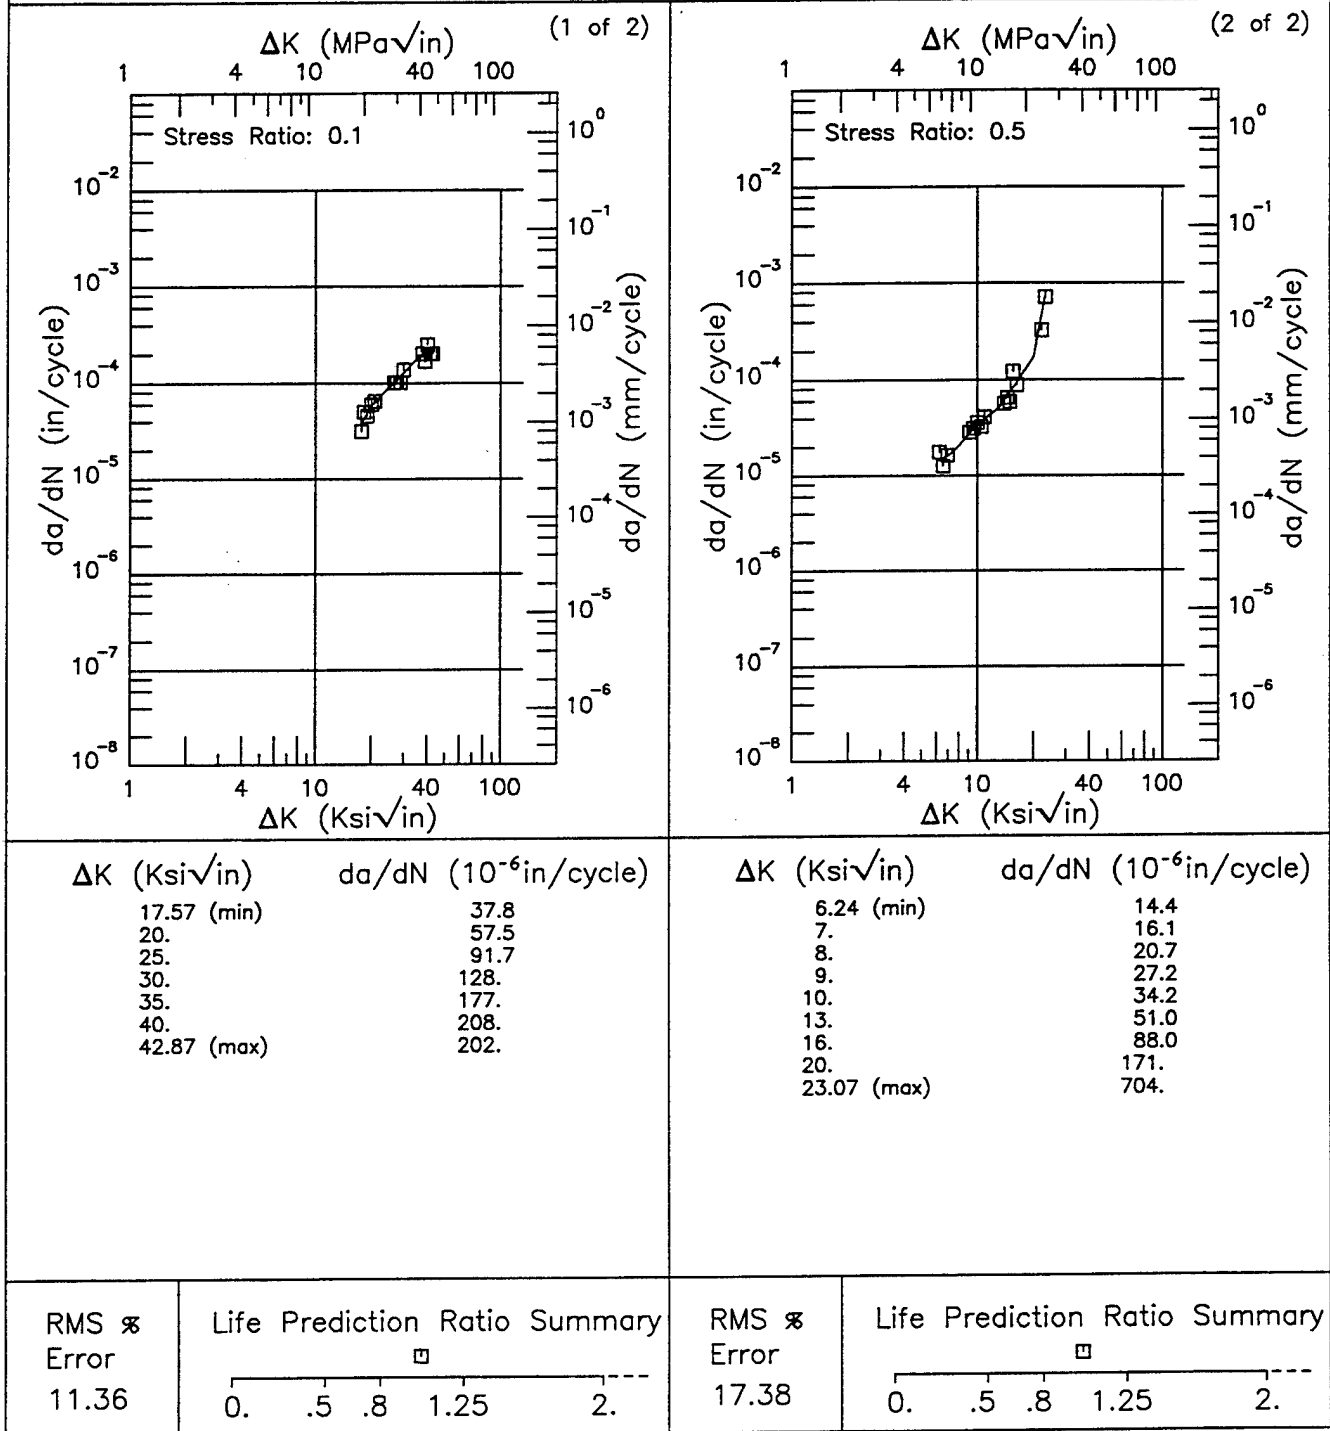 (1 of 2)
ΔK (MPa√in)
1 4 10 40 100
Stress Ratio: 0.1
10⁻²
10⁻³
10⁻⁴
10⁻⁵
10⁻⁶
10⁻⁷
10⁻⁸
da/dN (in/cycle)
10⁰
10⁻¹
10⁻²
10⁻³
10⁻⁴
10⁻⁵
10⁻⁶
da/dN (mm/cycle)
1 4 10 40 100
ΔK (Ksi√in)
ΔK (Ksi√in) da/dN (10⁻⁶in/cycle)
17.57 (min) 37.8
20. 57.5
25. 91.7
30. 128.
35. 177.
40. 208.
42.87 (max) 202.
RMS %
Error
11.36
Life Prediction Ratio Summary
0. .5 .8 1.25 2.
(2 of 2)
ΔK (MPa√in)
1 4 10 40 100
Stress Ratio: 0.5
10⁻²
10⁻³
10⁻⁴
10⁻⁵
10⁻⁶
10⁻⁷
10⁻⁸
da/dN (in/cycle)
10⁰
10⁻¹
10⁻²
10⁻³
10⁻⁴
10⁻⁵
10⁻⁶
da/dN (mm/cycle)
1 4 10 40 100
ΔK (Ksi√in)
ΔK (Ksi√in) da/dN (10⁻⁶in/cycle)
6.24 (min) 14.4
7. 16.1
8. 20.7
9. 27.2
10. 34.2
13. 51.0
16. 88.0
20. 171.
23.07 (max) 704.
RMS %
Error
17.38
Life Prediction Ratio Summary
0. .5 .8 1.25 2.